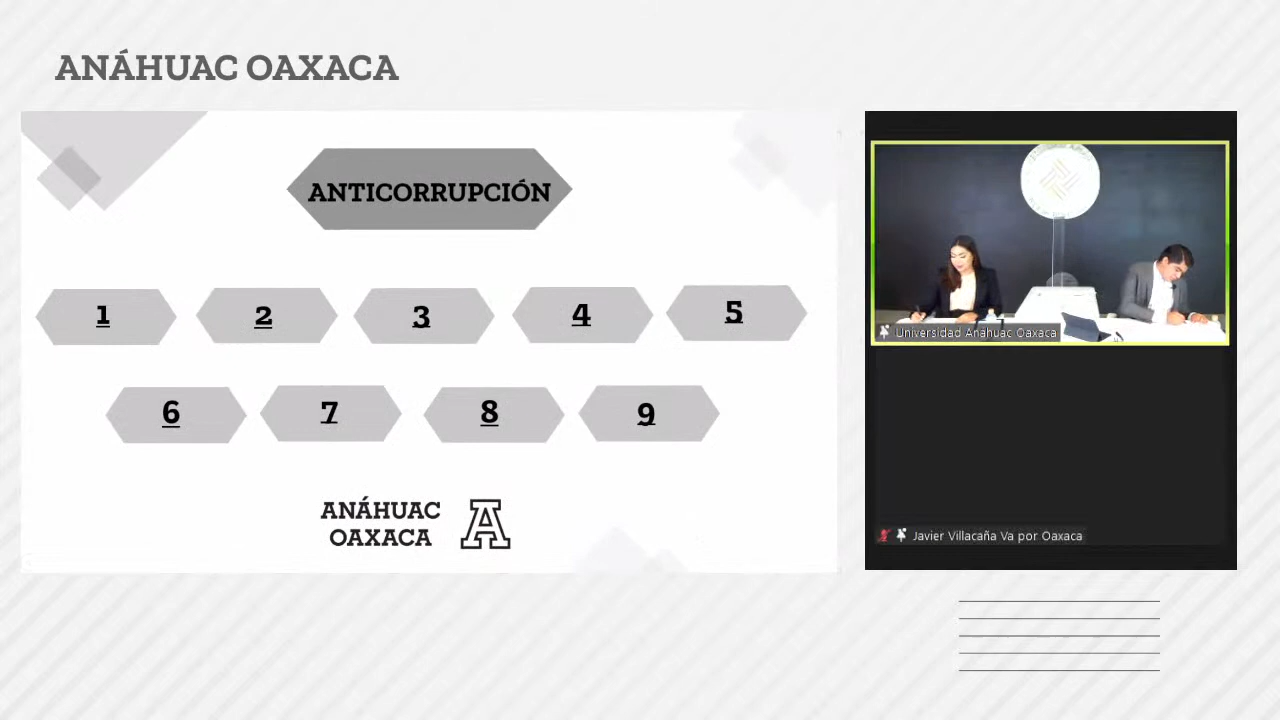 ANÁHUAC OAXACA
ANTICORRUPCIÓN
1 2 3 4 5
6 7 8 9
ANÁHUAC
OAXACA
A
Universidad Anahuac Oaxaca
Javier Villacaña Va por Oaxaca